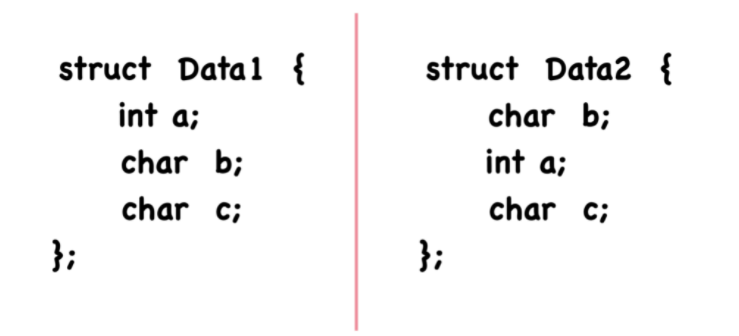 struct Data1 {
int a;
char b;
char c;
};
struct Data2 {
char b;
int a;
char c;
};